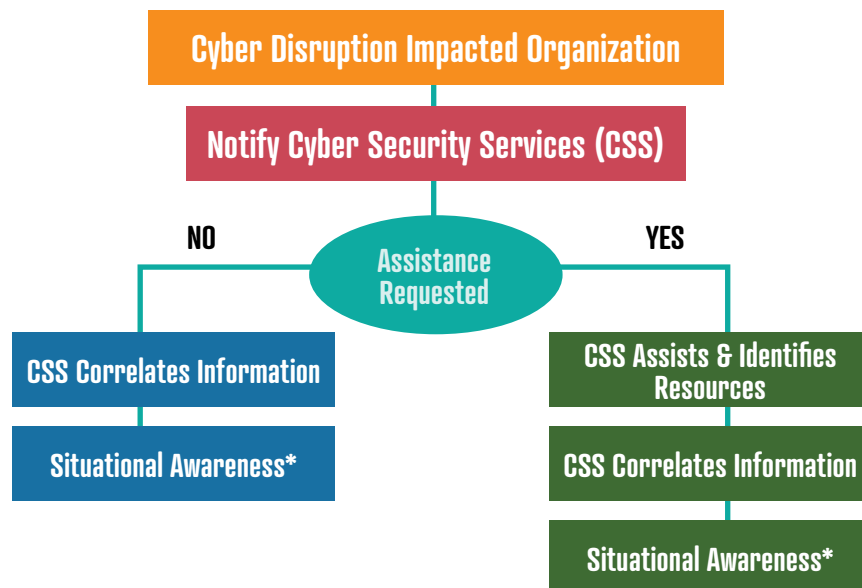 Cyber Disruption Impacted Organization
Notify Cyber Security Services (CSS)
NO
YES
Assistance
Requested
CSS Correlates Information
Situational Awareness*
CSS Assists & Identifies
Resources
CSS Correlates Information
Situational Awareness*